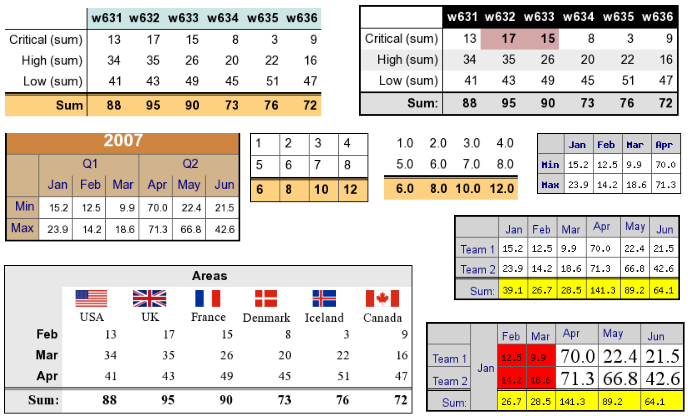 w631 w632 w633 w634 w635 w636
Critical (sum) 13 17 15 8 3 9
High (sum) 34 35 26 20 22 16
Low (sum) 41 43 49 45 51 47
Sum 88 95 90 73 76 72
w631 w632 w633 w634 w635 w636
Critical (sum) 13 17 15 8 3 9
High (sum) 34 35 26 20 22 16
Low (sum) 41 43 49 45 51 47
Sum: 88 95 90 73 76 72
2007
Q1 Q2
Jan Feb Mar Apr May Jun
Min 15.2 12.5 9.9 70.0 22.4 21.5
Max 23.9 14.2 18.6 71.3 66.8 42.6
1 2 3 4
5 6 7 8
6 8 10 12
1.0 2.0 3.0 4.0
5.0 6.0 7.0 8.0
6.0 8.0 10.0 12.0
Jan Feb Mar Apr
Min 15.2 12.5 9.9 70.0
Max 23.9 14.2 18.6 71.3
Jan Feb Mar Apr May Jun
Team 1 15.2 12.5 9.9 70.0 22.4 21.5
Team 2 23.9 14.2 18.6 71.3 66.8 42.6
Sum: 39.1 26.7 28.5 141.3 89.2 64.1
Areas
USA UK France Denmark Iceland Canada
Feb 13 17 15 8 3 9
Mar 34 35 26 20 22 16
Apr 41 43 49 45 51 47
Sum: 88 95 90 73 76 72
Jan Feb Mar Apr May Jun
Team 1 12.5 9.9 70.0 22.4 21.5
Team 2 14.2 18.6 71.3 66.8 42.6
Sum: 26.7 28.5 141.3 89.2 64.1